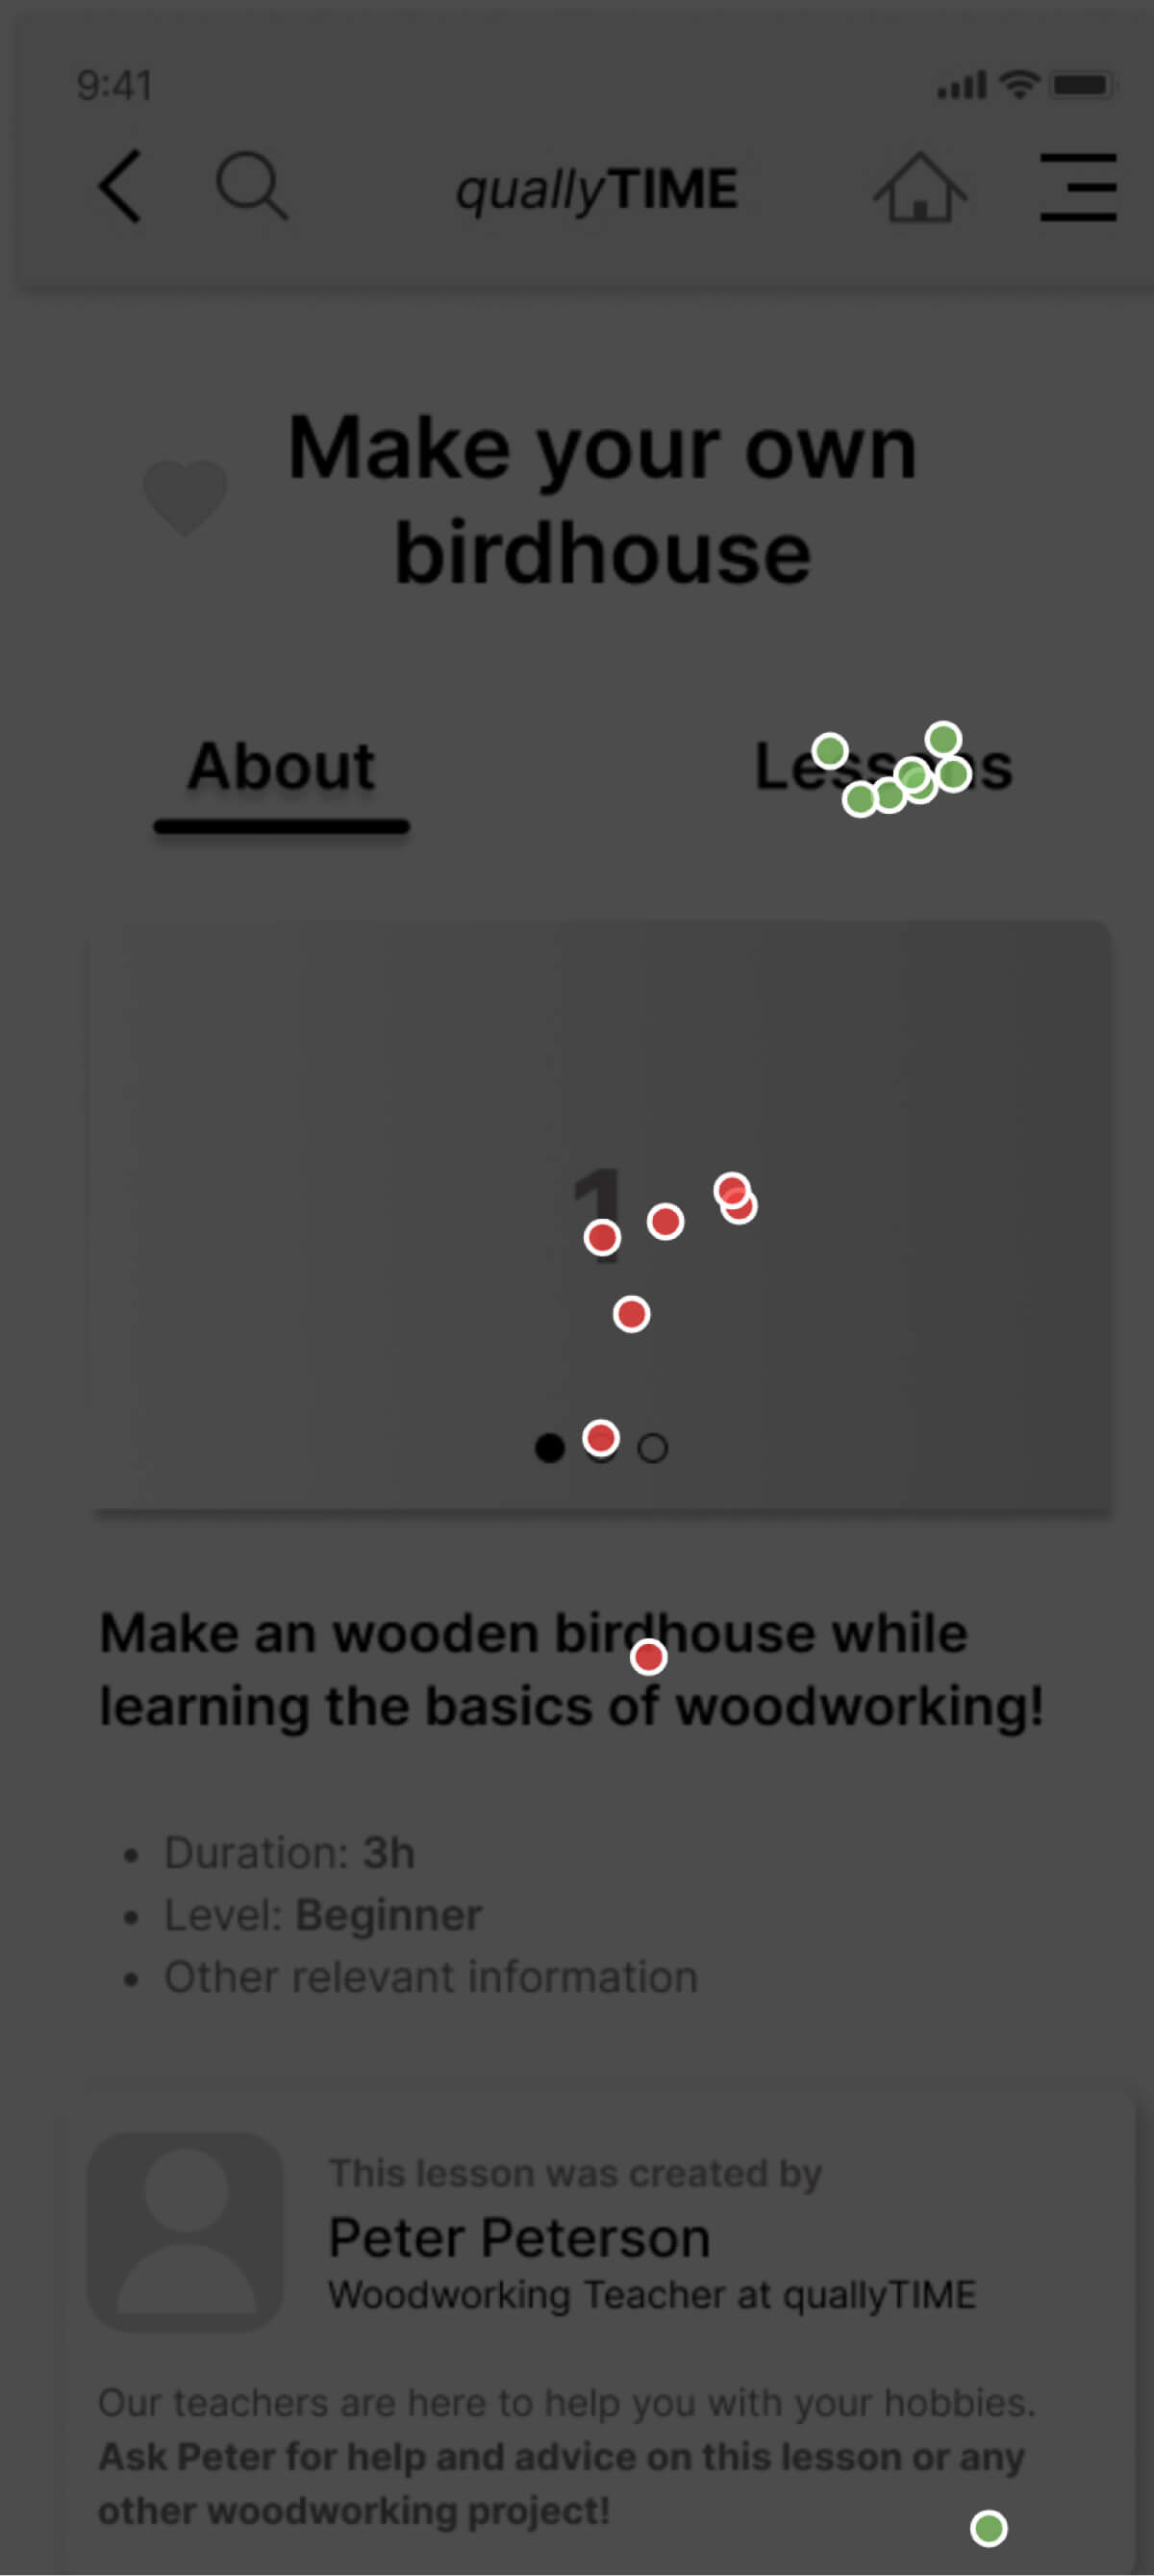 9:41
quallyTIME
Make your own
birdhouse
About
Lessons
1
Make an wooden birdhouse while
learning the basics of woodworking!
• Duration: 3h
• Level: Beginner
• Other relevant information
This lesson was created by
Peter Peterson
Woodworking Teacher at quallyTIME
Our teachers are here to help you with your hobbies.
Ask Peter for help and advice on this lesson or any
other woodworking project!